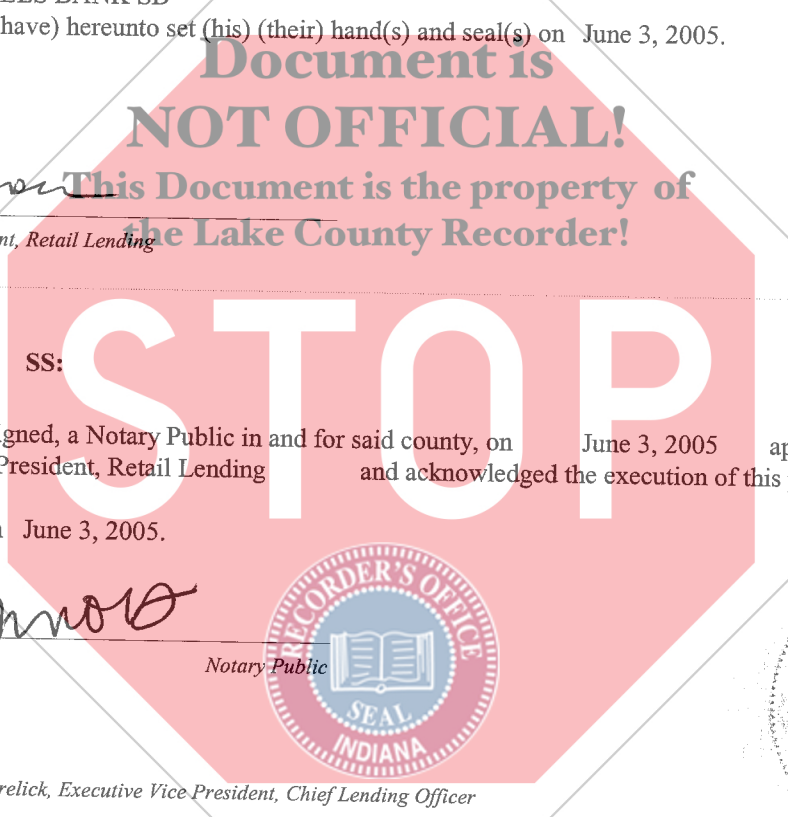 have) hereunto set (his) (their) hand(s) and seal(s) on June 3, 2005.
Document is
NOT OFFICIAL!
This Document is the property of
the Lake County Recorder!
Retail Lending
STOP
SS:
a Notary Public in and for said county, on June 3, 2005
President, Retail Lending and acknowledged the execution of this
June 3, 2005.
Notary Public
RECORDER'S OFFICE
SEAL
INDIANA
Executive Vice President, Chief Lending Officer